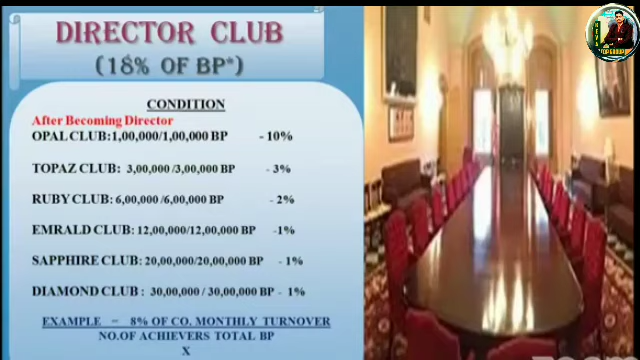 DIRECTOR CLUB
(18% OF BP*)
CONDITION
After Becoming Director
OPAL CLUB:1,00,000/1,00,000 BP - 10%
TOPAZ CLUB: 3,00,000 /3,00,000 BP - 3%
RUBY CLUB: 6,00,000 /6,00,000 BP - 2%
EMRALD CLUB: 12,00,000/12,00,000 BP -1%
SAPPHIRE CLUB: 20,00,000/20,00,000 BP - 1%
DIAMOND CLUB : 30,00,000 / 30,00,000 BP - 1%
EXAMPLE = 8% OF CO. MONTHLY TURNOVER
NO.OF ACHIEVERS TOTAL BP
X
TOP GROUP